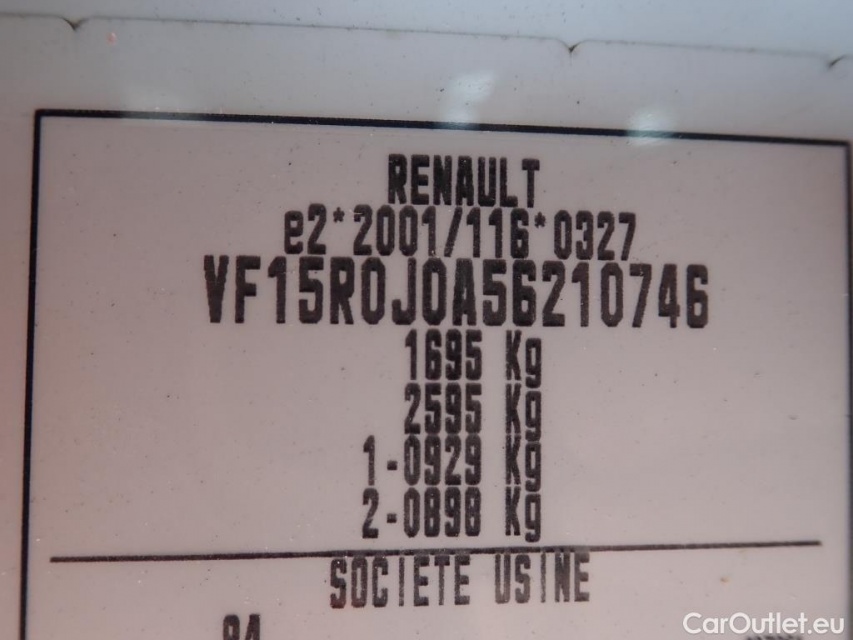 RENAULT
e2*2001/116*0327
VF15R0J0A56210746
1695 Kg
2595 Kg
1-0929 Kg
2-0898 Kg
SOCIETE USINE
CarOutlet.eu